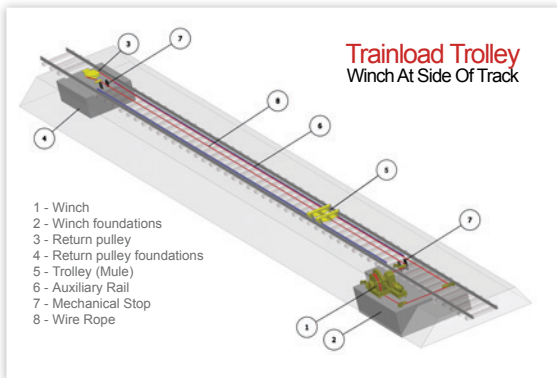 Trainload Trolley
Winch At Side Of Track
3
7
8
6
5
4
7
1 - Winch
2 - Winch foundations
3 - Return pulley
4 - Return pulley foundations
5 - Trolley (Mule)
6 - Auxiliary Rail
7 - Mechanical Stop
8 - Wire Rope
1
2